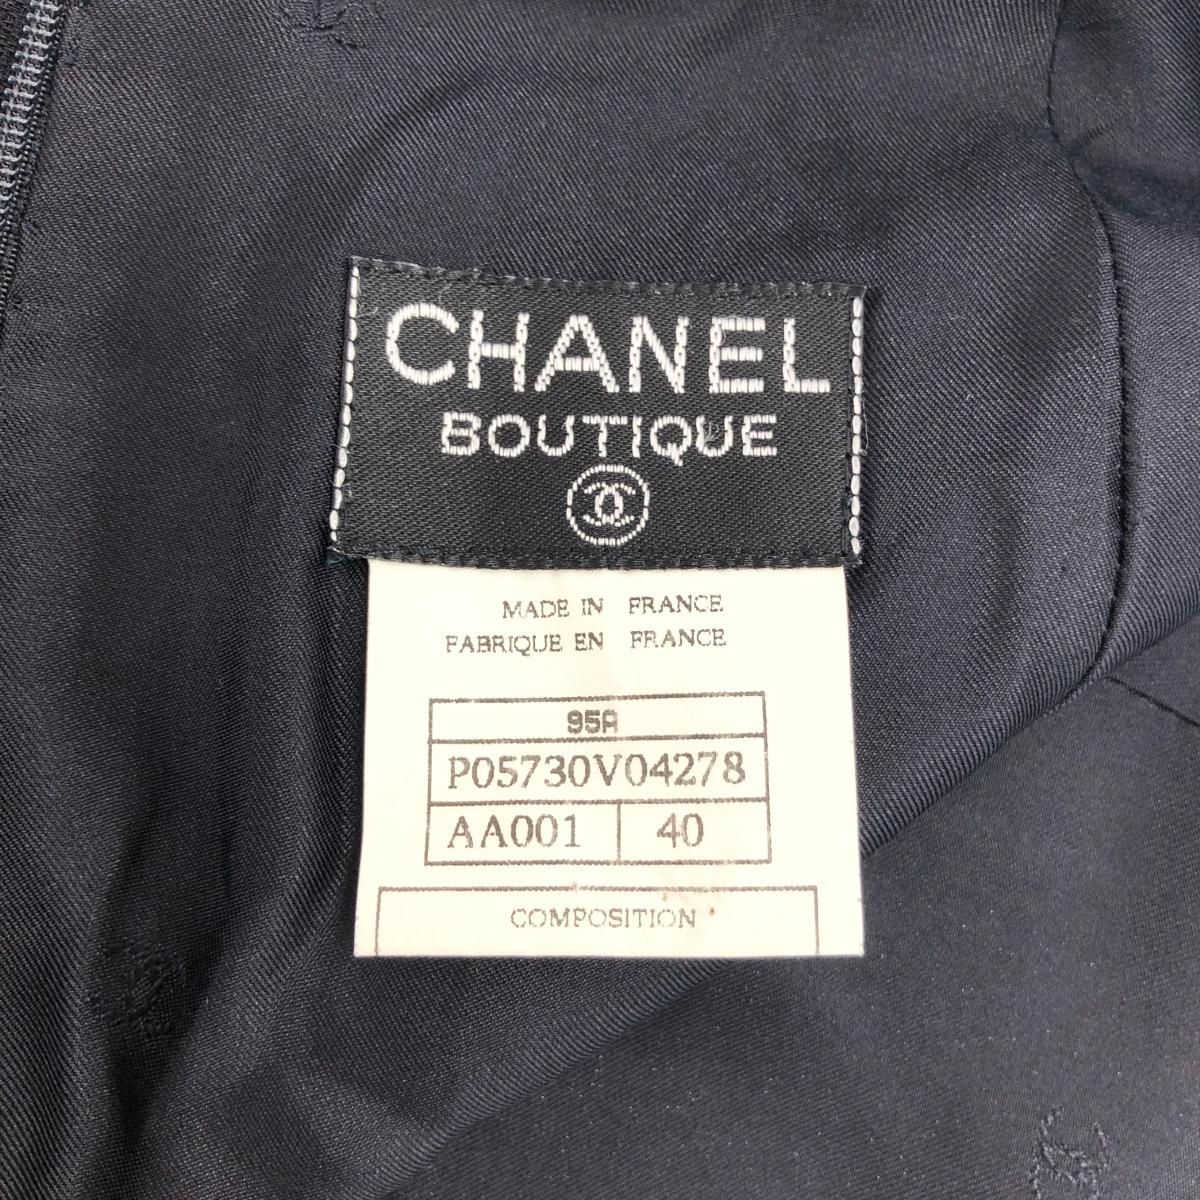 CHANEL
BOUTIQUE
MADE IN FRANCE
FABRIQUE EN FRANCE
95A
P05730V04278
AA001 40
COMPOSITION